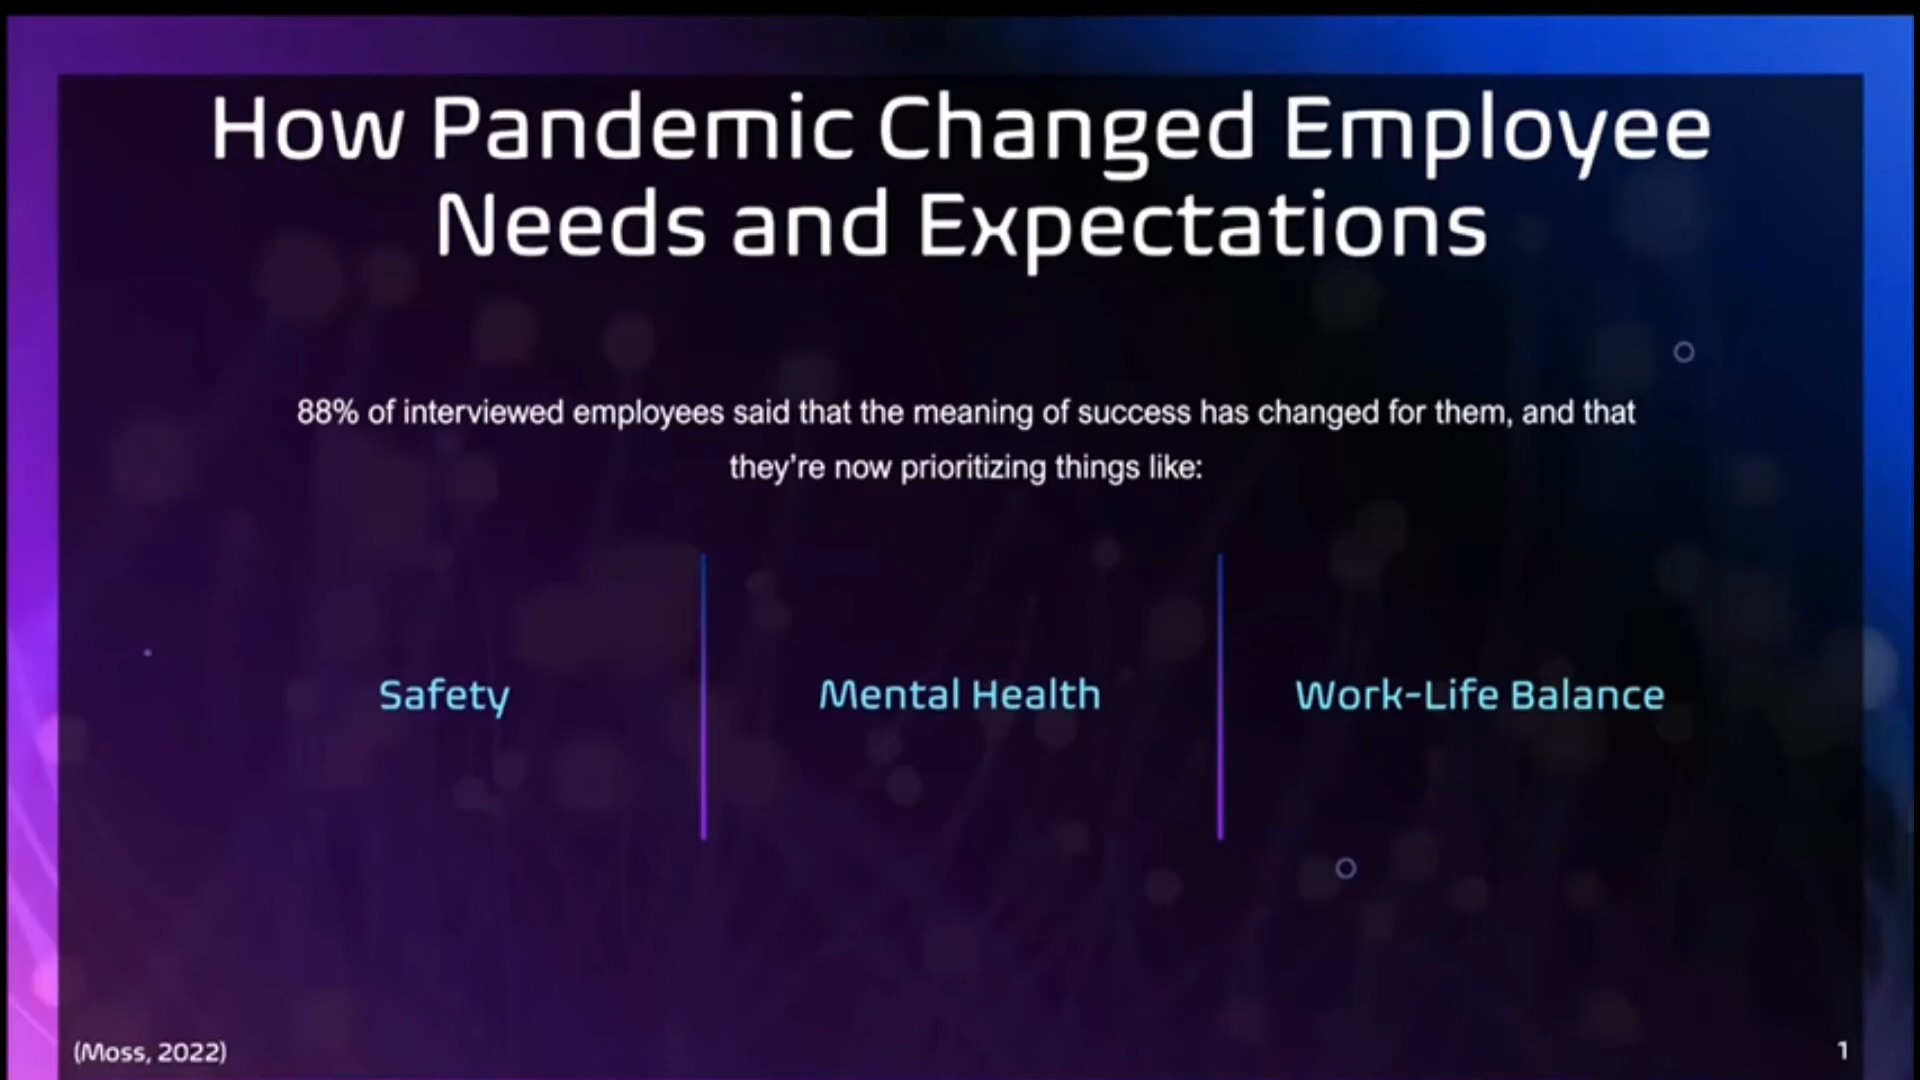 How Pandemic Changed Employee
Needs and Expectations
88% of interviewed employees said that the meaning of success has changed for them, and that
they're now prioritizing things like:
Safety
Mental Health
Work-Life Balance
(Moss, 2022)
1